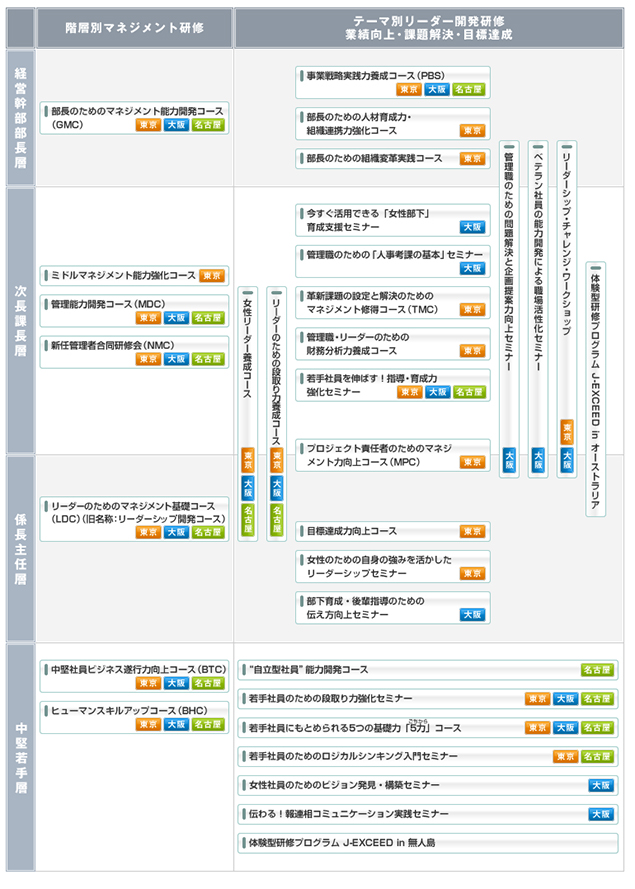 階層別マネジメント研修
テーマ別リーダー開発研修
業績向上・課題解決・目標達成
経営幹部部長層
部長のためのマネジメント能力開発コース
(GMC)
東京 大阪 名古屋
事業戦略実践力養成コース(PBS)
東京 大阪 名古屋
部長のための人材育成力・
組織連携力強化コース
東京
部長のための組織変革実践コース
東京
次長課長層
ミドルマネジメント能力強化コース
東京
管理能力開発コース(MDC)
東京 大阪 名古屋
新任管理者合同研修会(NMC)
東京 大阪 名古屋
女性リーダー養成コース
東京 大阪 名古屋
リーダーのための段取り力養成コース
東京 大阪 名古屋
今すぐ活用できる「女性部下」
育成支援セミナー
大阪
管理職のための「人事考課の基本」セミナー
大阪
革新課題の設定と解決のための
マネジメント修得コース(TMC)
東京
管理職・リーダーのための
財務分析力養成コース
東京
若手社員を伸ばす!指導・育成力
強化セミナー
東京 大阪 名古屋
プロジェクト責任者のためのマネジ
メント力向上コース(MPC)
東京
管理職のための問題解決と企画提案力向上セミナー
大阪
ベテラン社員の能力開発による職場活性化セミナー
大阪
リーダーシップ・チャレンジ・ワークショップ
東京 大阪
体験型研修プログラム J-EXCEED in オーストラリア
係長主任層
リーダーのためのマネジメント基礎コース
(LDC)(旧名称:リーダーシップ開発コース)
東京 大阪 名古屋
目標達成力向上コース
東京
女性のための自身の強みを活かした
リーダーシップセミナー
東京
部下育成・後輩指導のための
伝え方向上セミナー
大阪
中堅若手層
中堅社員ビジネス遂行力向上コース(BTC)
東京 大阪 名古屋
ヒューマンスキルアップコース(BHC)
東京 大阪 名古屋
“自立型社員”能力開発コース
名古屋
若手社員のための段取り力強化セミナー
東京 大阪 名古屋
ごちから
若手社員にもとめられる5つの基礎力「5力」コース
東京 大阪 名古屋
若手社員のためのロジカルシンキング入門セミナー
東京 名古屋
女性社員のためのビジョン発見・構築セミナー
大阪
伝わる!報連相コミュニケーション実践セミナー
大阪
体験型研修プログラム J-EXCEED in 無人島